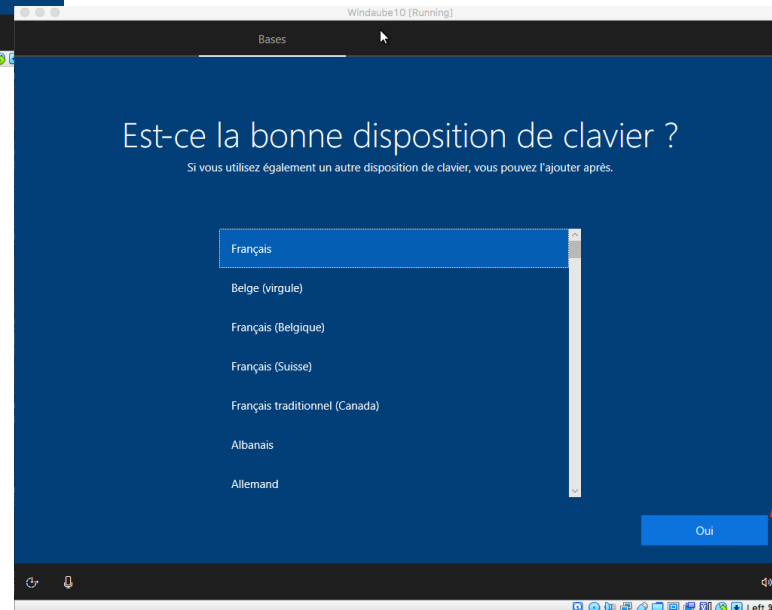 Windaube10 [Running]
Bases
Est-ce la bonne disposition de clavier ?
Si vous utilisez également un autre disposition de clavier, vous pouvez l'ajouter après.
Français
Belge (virgule)
Français (Belgique)
Français (Suisse)
Français traditionnel (Canada)
Albanais
Allemand
Oui
Left